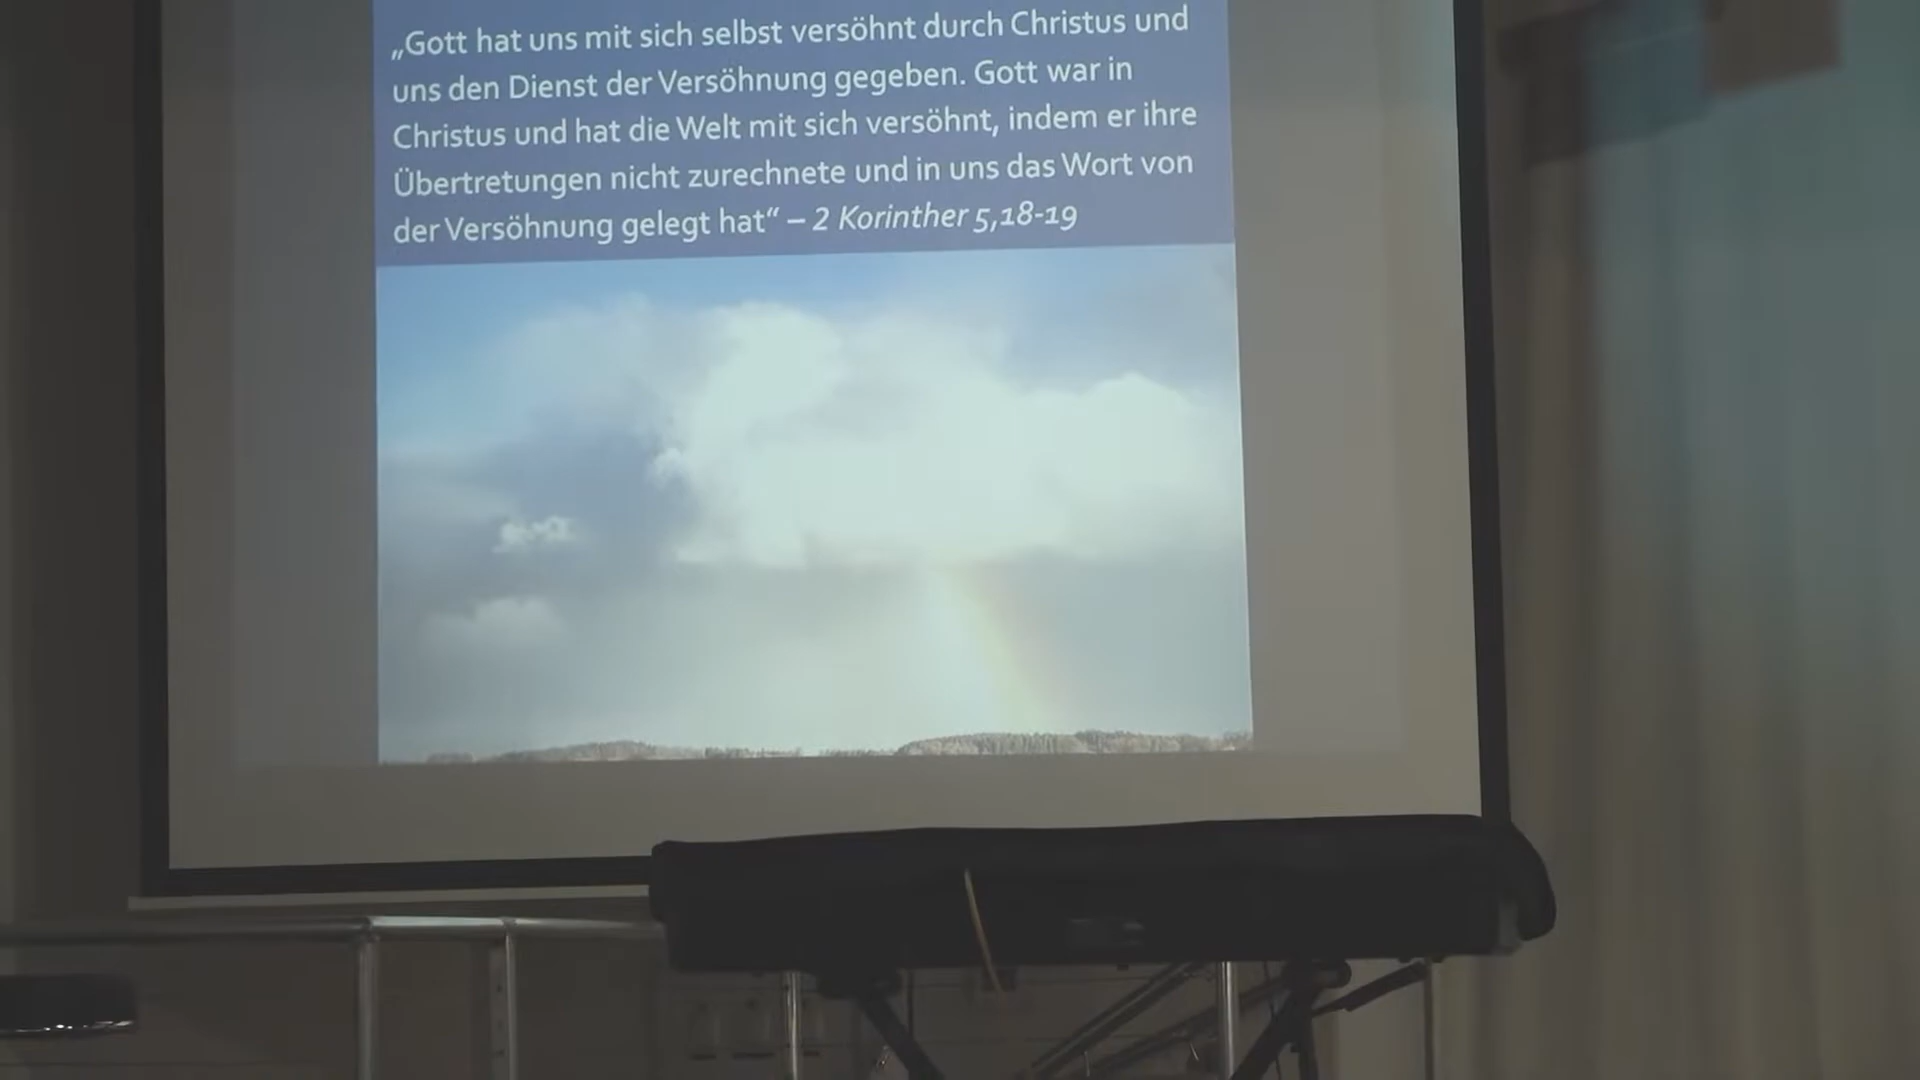 „Gott hat uns mit sich selbst versöhnt durch Christus und
uns den Dienst der Versöhnung gegeben. Gott war in
Christus und hat die Welt mit sich versöhnt, indem er ihre
Übertretungen nicht zurechnete und in uns das Wort von
der Versöhnung gelegt hat“ – 2 Korinther 5,18-19